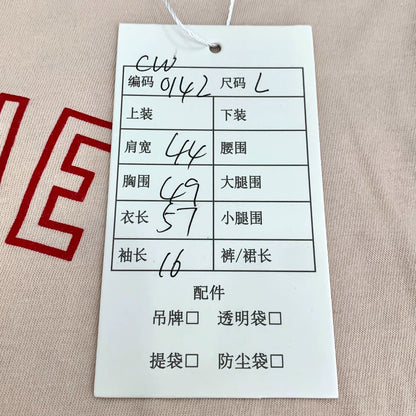 CW
编码 0142 尺码 L
上装 下装
肩宽 44 腰围
胸围 49 大腿围
衣长 57 小腿围
袖长 16 裤/裙长
配件
吊牌□ 透明袋□
提袋□ 防尘袋□